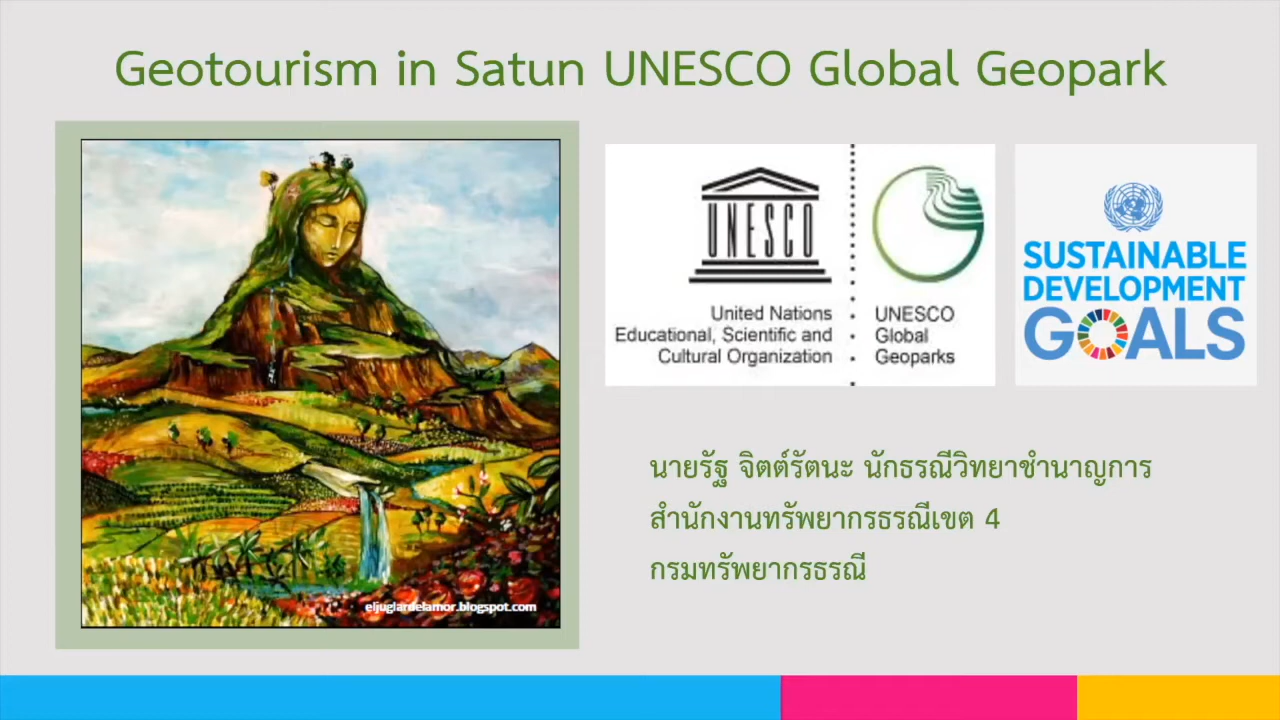 Geotourism in Satun UNESCO Global Geopark
eljuglardelamor.blogspot.com
UNESCO
United Nations
Educational, Scientific and
Cultural Organization
UNESCO
Global
Geoparks
SUSTAINABLE
DEVELOPMENT
GOALS
นายรัฐ จิตต์รัตนะ นักธรณีวิทยาชำนาญการ
สำนักงานทรัพยากรธรณีเขต 4
กรมทรัพยากรธรณี